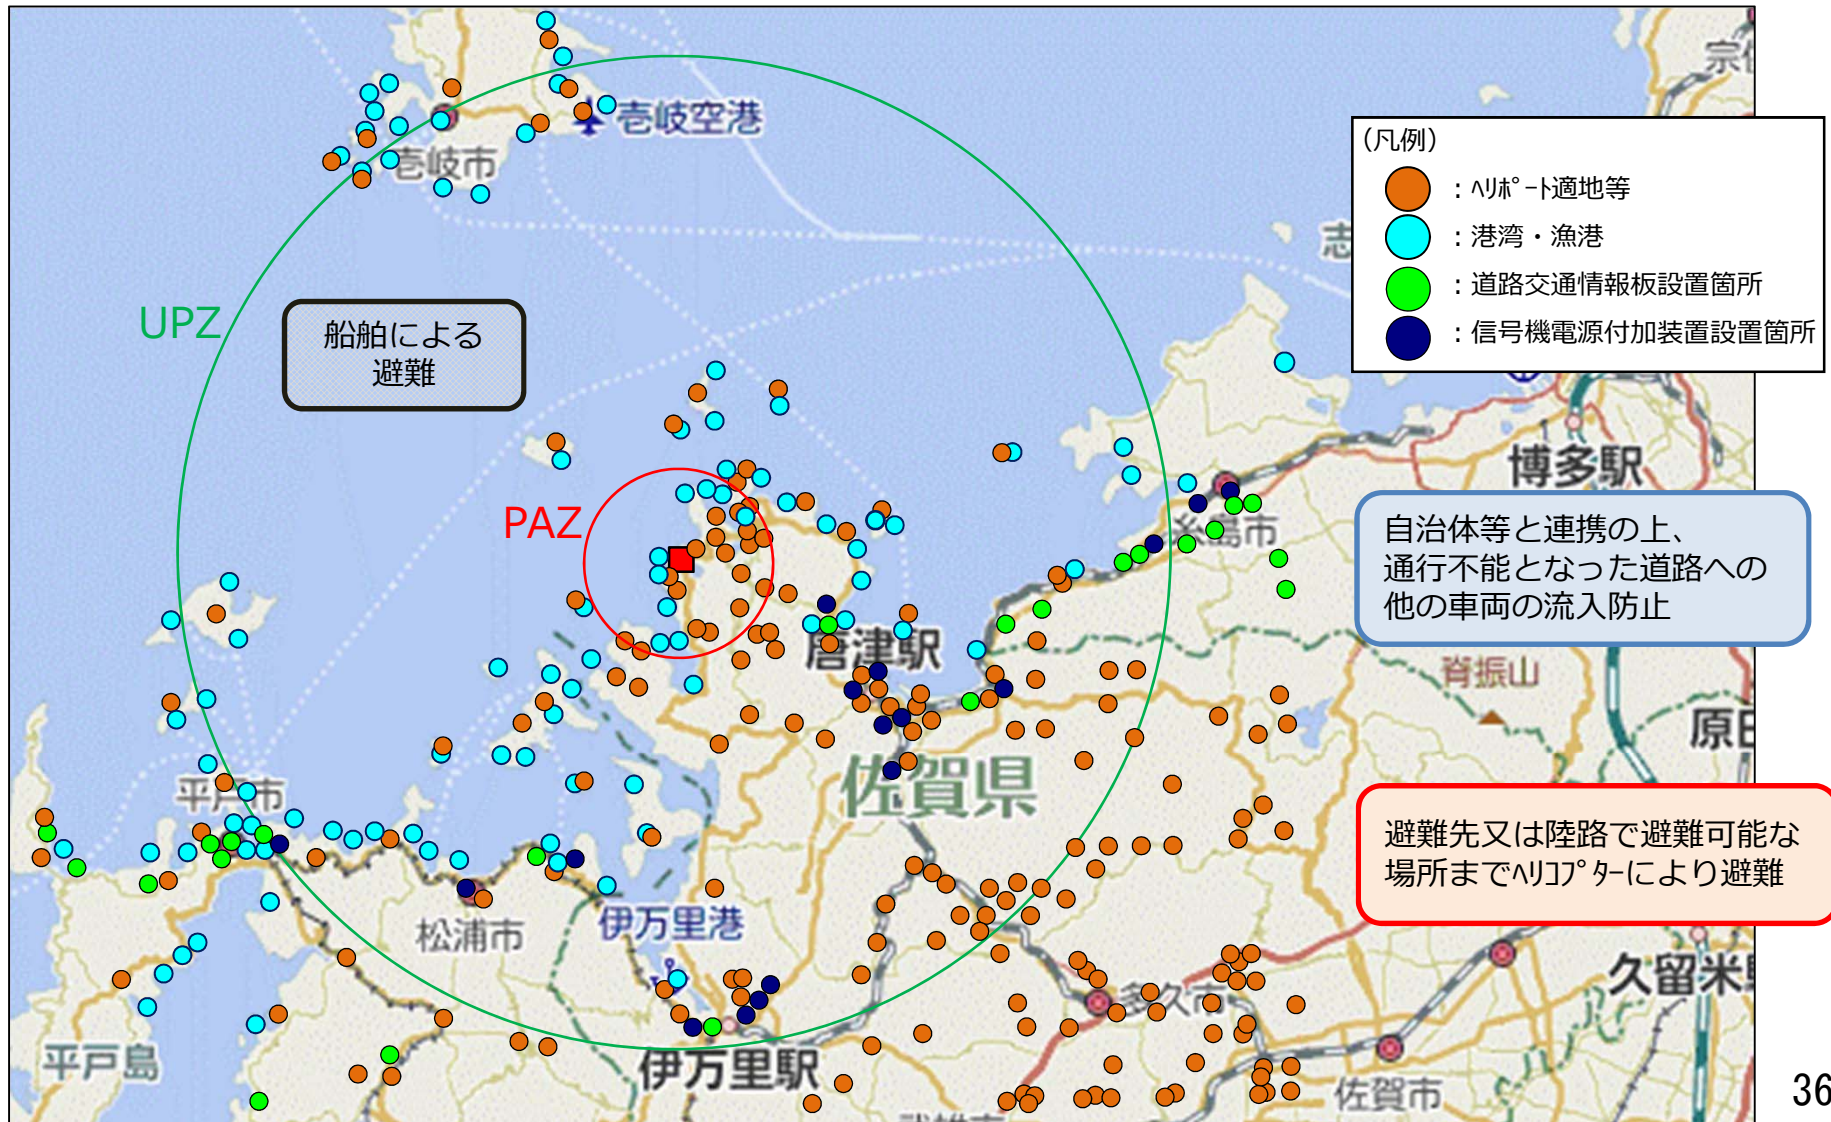 壱岐空港
壱岐市
(凡例)
:ﾍﾘﾎﾟｰﾄ適地等
:港湾・漁港
:道路交通情報板設置箇所
:信号機電源付加装置設置箇所
志
UPZ
船舶による
避難
博多駅
PAZ
糸島市
自治体等と連携の上、
通行不能となった道路への
他の車両の流入防止
唐津駅
脊振山
原田
佐賀県
平戸市
避難先又は陸路で避難可能な
場所までﾍﾘｺﾌﾟﾀｰにより避難
松浦市
伊万里港
多久市
久留米
平戸島
伊万里駅
佐賀市
36